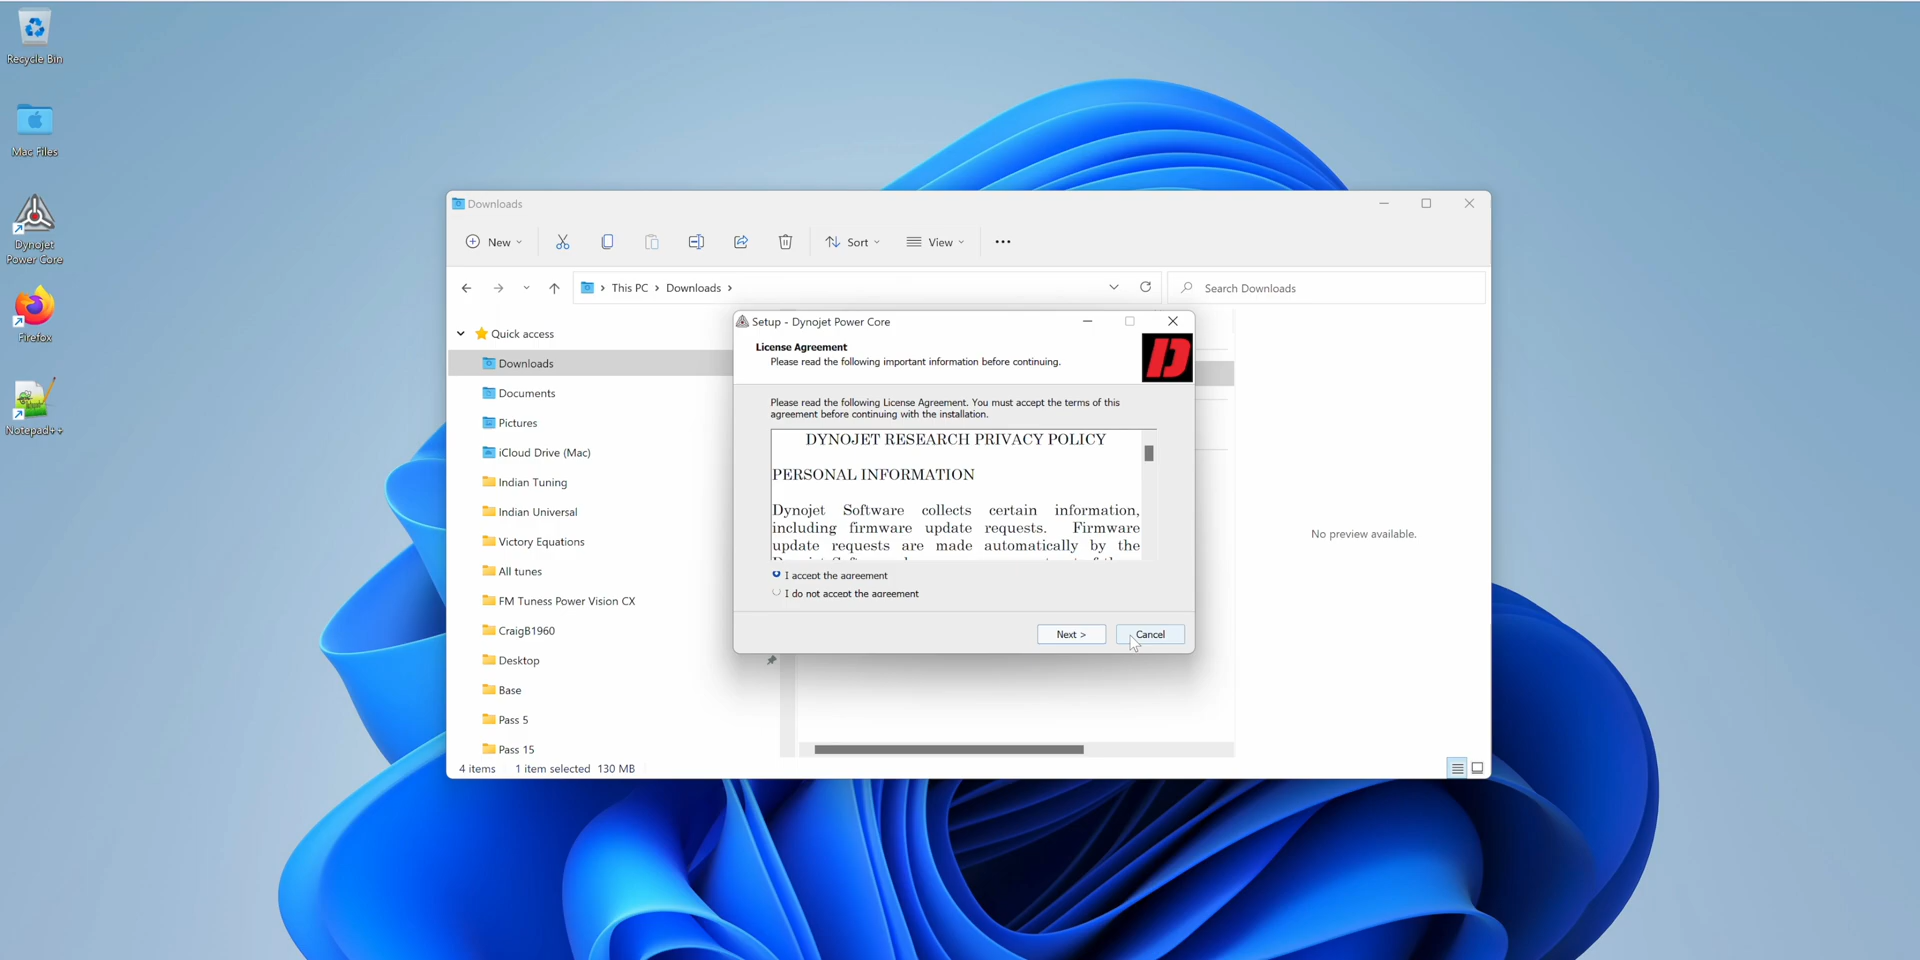 Recycle Bin
Mac Files
Dynojet
Power Core
Firefox
Notepad++
Downloads
New
Sort
View
This PC
Downloads
Search Downloads
Quick access
Downloads
Documents
Pictures
iCloud Drive (Mac)
Indian Tuning
Indian Universal
Victory Equations
All tunes
FM Tuness Power Vision CX
CraigB1960
Desktop
Base
Pass 5
Pass 15
4 items
1 item selected 130 MB
No preview available.
Setup - Dynojet Power Core
License Agreement
Please read the following important information before continuing.
Please read the following License Agreement. You must accept the terms of this
agreement before continuing with the installation.
DYNOJET RESEARCH PRIVACY POLICY
PERSONAL INFORMATION
Dynojet Software collects certain information,
including firmware update requests. Firmware
update requests are made automatically by the
I accept the agreement
I do not accept the agreement
Next >
Cancel